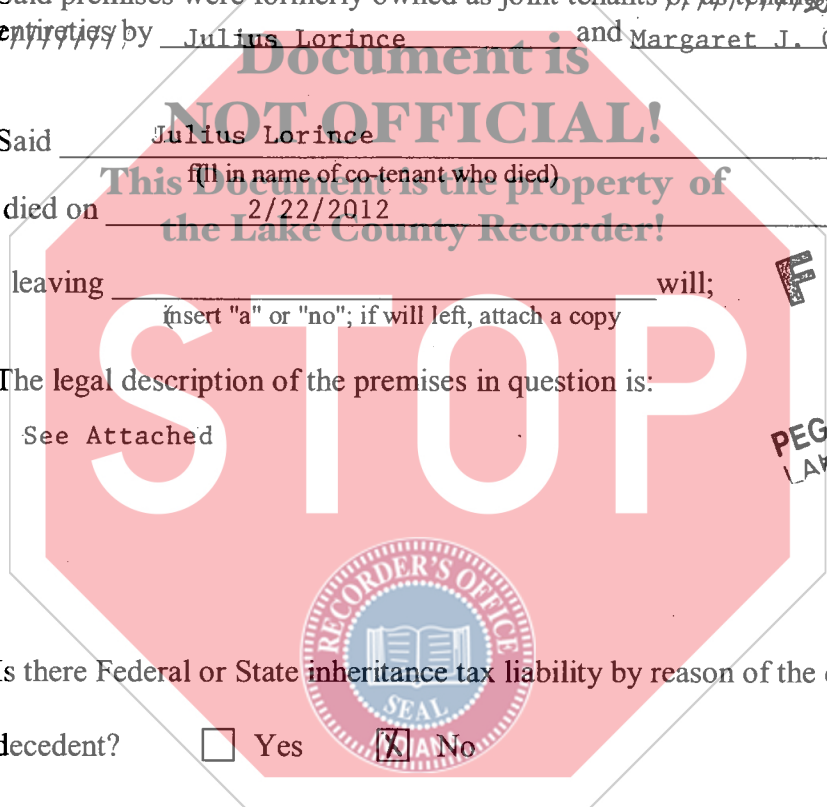 Said premises were formerly owned as joint tenants
entireties by Julius Lorince and Margaret J.
Document is
NOT OFFICIAL!
Said Julius Lorince
(fill in name of co-tenant who died)
This Document is the property of
died on 2/22/2012
the Lake County Recorder!
leaving will;
F
insert "a" or "no"; if will left, attach a copy
STOP
The legal description of the premises in question is:
See Attached
PEG
LAK
RECORDER'S OFFICE
SEAL
Is there Federal or State inheritance tax liability by reason of the
decedent? Yes X No